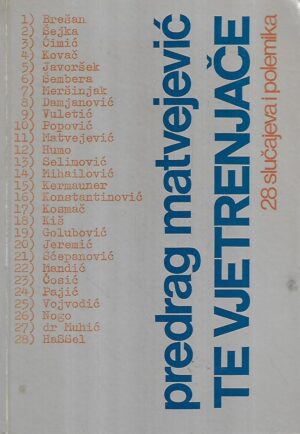 1) Brešan
2) Šejka
3) Ćimić
4) Kovač
5) Javoršek
6) Šembera
7) Meršinjak
8) Damjanović
9) Vuletić
10) Popović
11) Matvejević
12) Humo
13) Selimović
14) Mihailović
15) Kermauner
16) Konstantinović
17) Kosmač
18) Kiš
19) Golubović
20) Jeremić
21) Šćepanović
22) Mandić
23) Ćosić
24) Pajić
25) Vojvodić
26) Nogo
27) dr Muhić
28) HaSSel
predrag matvejević
TE VJETRENJAČE
28 slučajeva i polemika